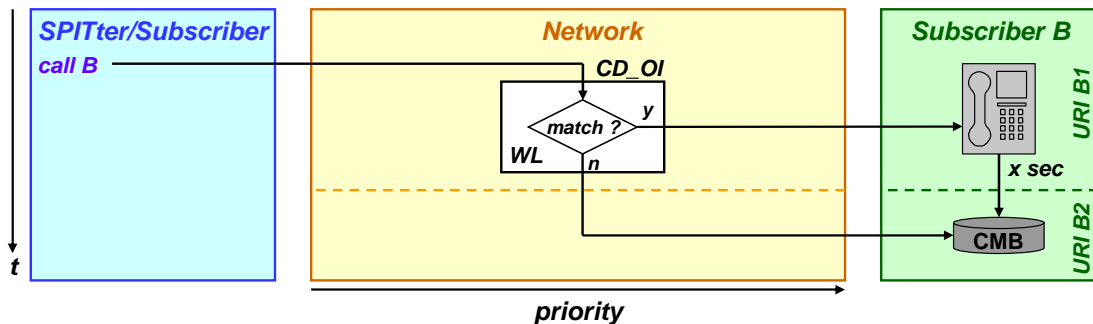 SPITter/Subscriber
Network
Subscriber B
call B
CD_OI
match ?
y
WL
n
URI B1
x sec
CMB
URI B2
t
priority